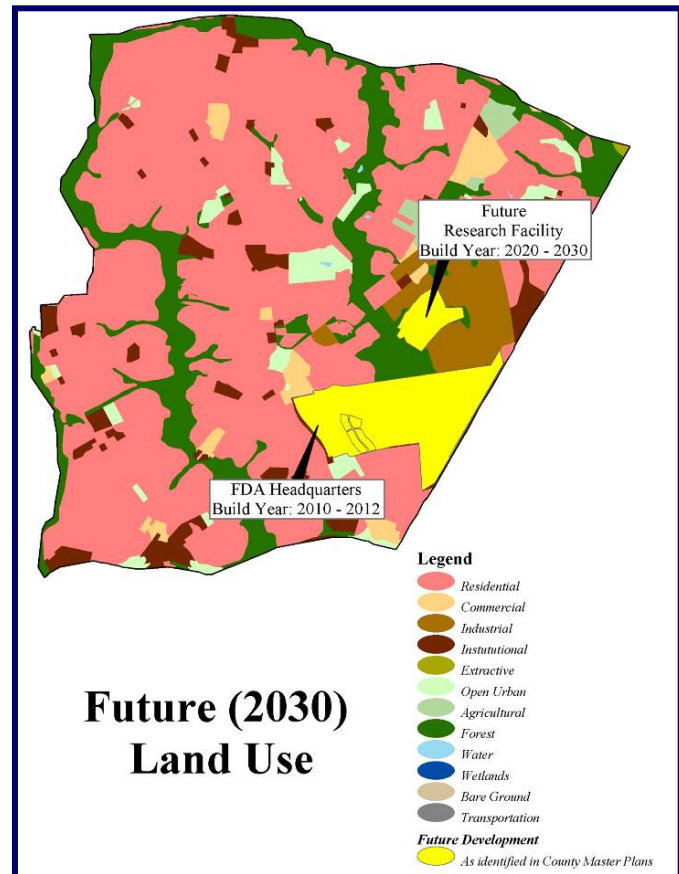 Future
Research Facility
Build Year: 2020 - 2030
FDA Headquarters
Build Year: 2010 - 2012
Future (2030)
Land Use
Legend
Residential
Commercial
Industrial
Instututional
Extractive
Open Urban
Agricultural
Forest
Water
Wetlands
Bare Ground
Transportation
Future Development
As identified in County Master Plans